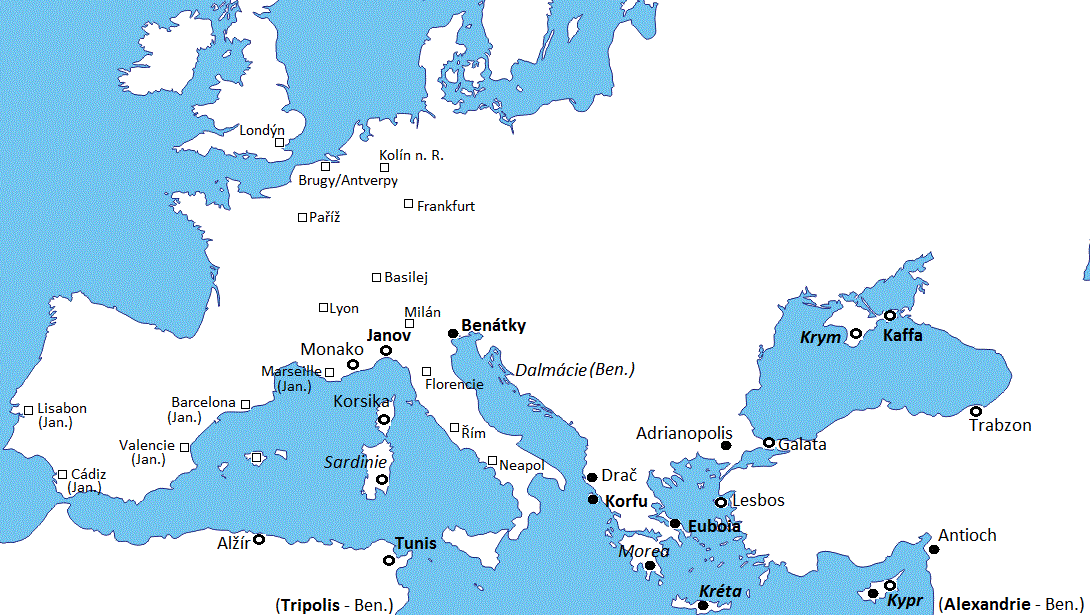 Londýn
Kolín n. R.
Brugy/Antverpy
Frankfurt
Paříž
Basilej
Lyon
Milán
Benátky
Janov
Krym
Kaffa
Monako
Marseille
(Jan.)
Florencie
Dalmácie (Ben.)
Korsika
Barcelona
(Jan.)
Lisabon
(Jan.)
Trabzon
Řím
Adrianopolis
Galata
Valencie
(Jan.)
Sardinie
Neapol
Cádiz
(Jan.)
Drač
Korfu
Lesbos
Euboia
Alžír
Tunis
Morea
Antioch
Kréta
Kypr
(Tripolis - Ben.)
(Alexandrie - Ben.)